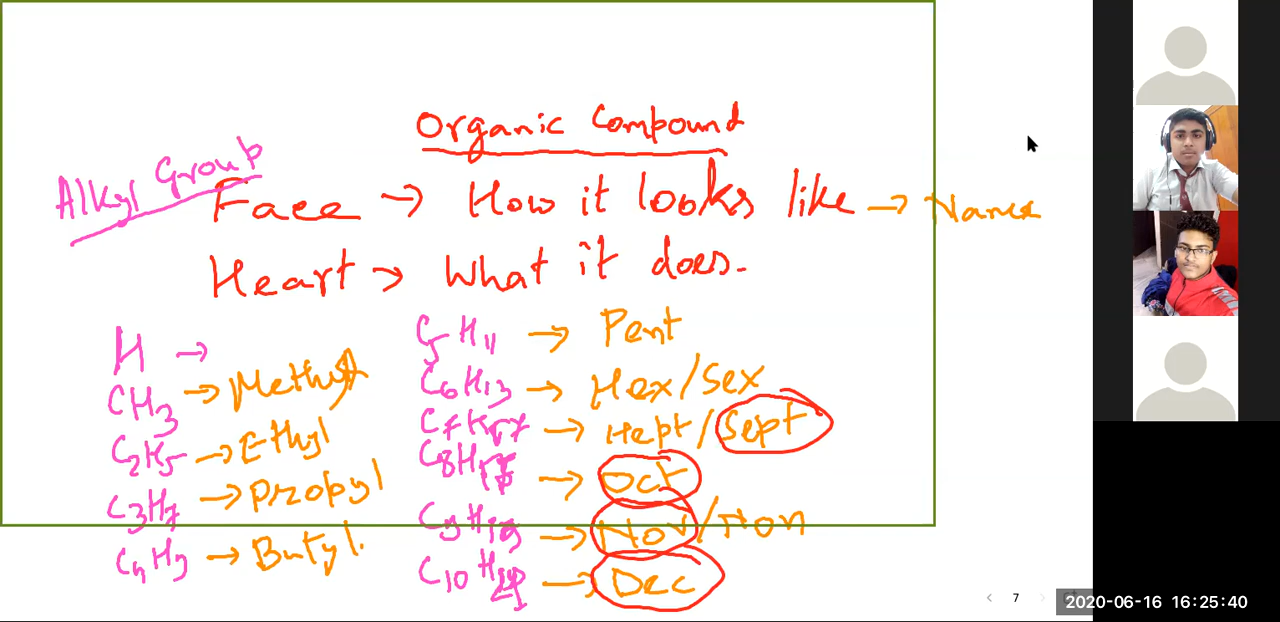 Organic Compound
Alkyl Group
Face → How it looks like → Names
Heart → What it does.
H →
CH3 → Methyl
C2H5 → Ethyl
C3H7 → Propyl
C4H9 → Butyl.
C5H11 → Pent
C6H13 → Hex/Sex
→ Hept/Sept
→ Oct
C9H19 → Nov/Non
C10H21 → Dec
7
2020-06-16 16:25:40